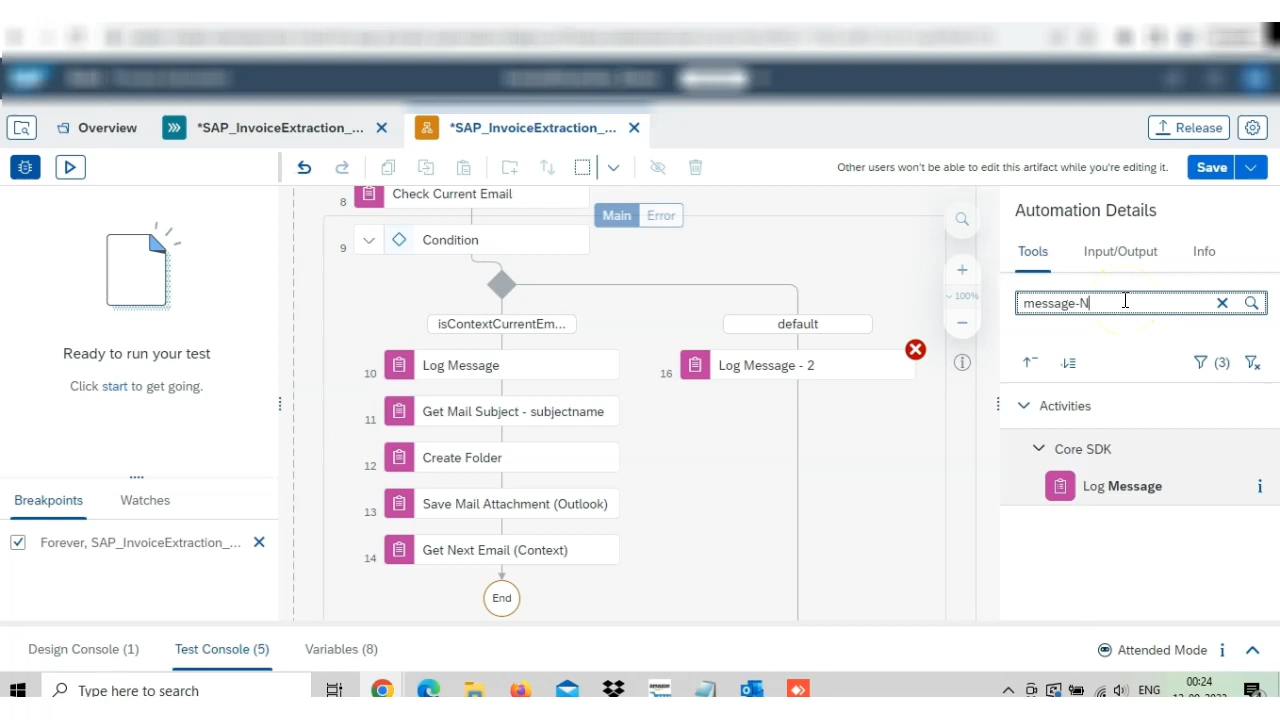 Overview
*SAP_InvoiceExtraction_...
*SAP_InvoiceExtraction_...
Release
Other users won't be able to edit this artifact while you're editing it.
Save
8
Check Current Email
Main
Error
Automation Details
9
Condition
Tools
Input/Output
Info
100%
message-N
isContextCurrentEm...
default
Ready to run your test
Click start to get going.
10
Log Message
16
Log Message - 2
(3)
11
Get Mail Subject - subjectname
Activities
12
Create Folder
Core SDK
Log Message
Breakpoints
Watches
13
Save Mail Attachment (Outlook)
Forever, SAP_InvoiceExtraction_...
14
Get Next Email (Context)
End
Design Console (1)
Test Console (5)
Variables (8)
Attended Mode
Type here to search
ENG
00:24